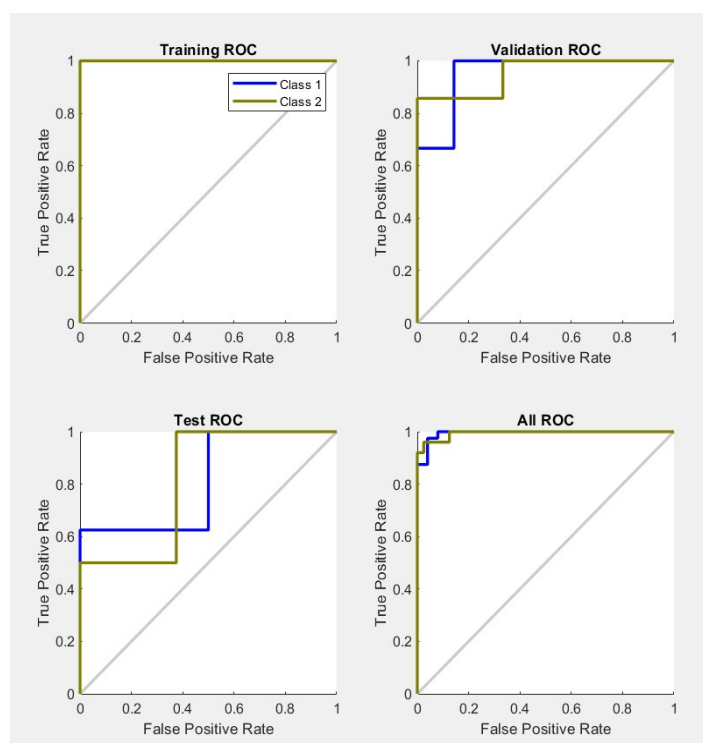 Training ROC
1
0.8
0.6
0.4
0.2
0
True Positive Rate
Class 1
Class 2
0 0.2 0.4 0.6 0.8 1
False Positive Rate
Validation ROC
1
0.8
0.6
0.4
0.2
0
True Positive Rate
0 0.2 0.4 0.6 0.8 1
False Positive Rate
Test ROC
1
0.8
0.6
0.4
0.2
0
True Positive Rate
0 0.2 0.4 0.6 0.8 1
False Positive Rate
All ROC
1
0.8
0.6
0.4
0.2
0
True Positive Rate
0 0.2 0.4 0.6 0.8 1
False Positive Rate